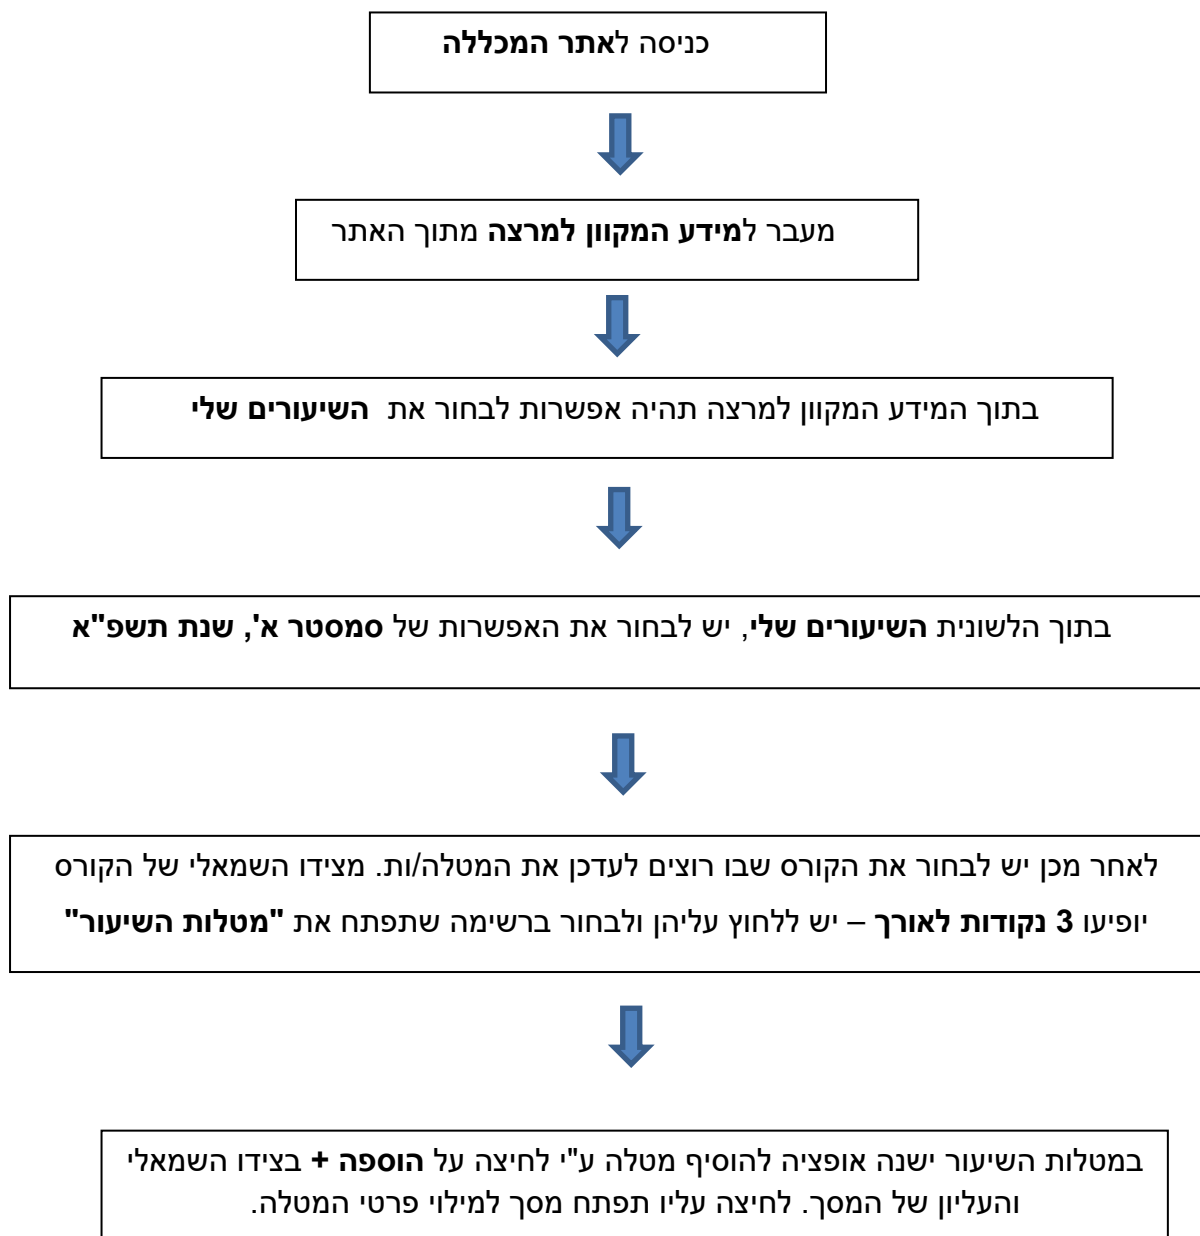 כניסה לאתר המכללה
מעבר למידע המקוון למרצה מתוך האתר
בתוך המידע המקוון למרצה תהיה אפשרות לבחור את השיעורים שלי
בתוך הלשונית השיעורים שלי, יש לבחור את האפשרות של סמסטר א', שנת תשפ"א
לאחר מכן יש לבחור את הקורס שבו רוצים לעדכן את המטלה/ות. מצידו השמאלי של הקורס
יופיעו 3 נקודות לאורך – יש ללחוץ עליהן ולבחור ברשימה שתפתח את "מטלות השיעור"
במטלות השיעור ישנה אופציה להוסיף מטלה ע"י לחיצה על הוספה + בצידו השמאלי
והעליון של המסך. לחיצה עליו תפתח מסך למילוי פרטי המטלה.